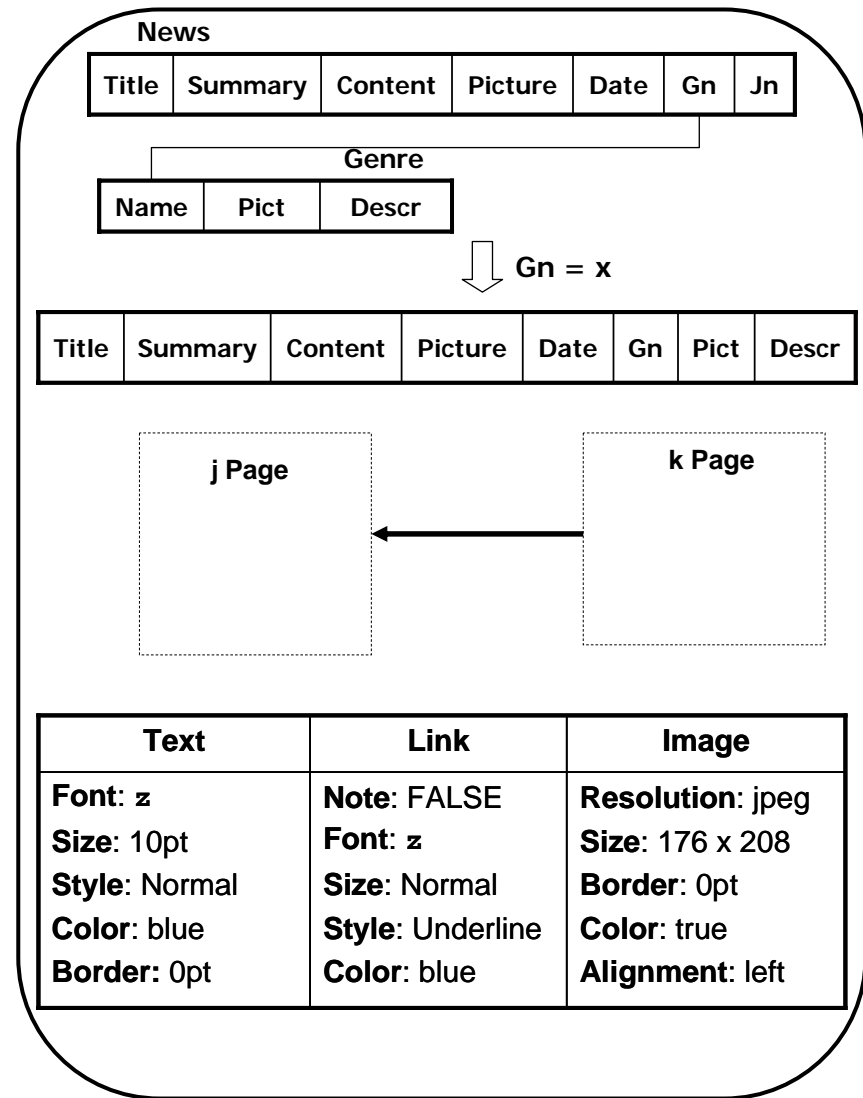 News
Title Summary Content Picture Date Gn Jn
Genre
Name Pict Descr
Gn = x
Title Summary Content Picture Date Gn Pict Descr
j Page
k Page
Text Link Image
Font: z
Size: 10pt
Style: Normal
Color: blue
Border: 0pt
Note: FALSE
Font: z
Size: Normal
Style: Underline
Color: blue
Resolution: jpeg
Size: 176 x 208
Border: 0pt
Color: true
Alignment: left